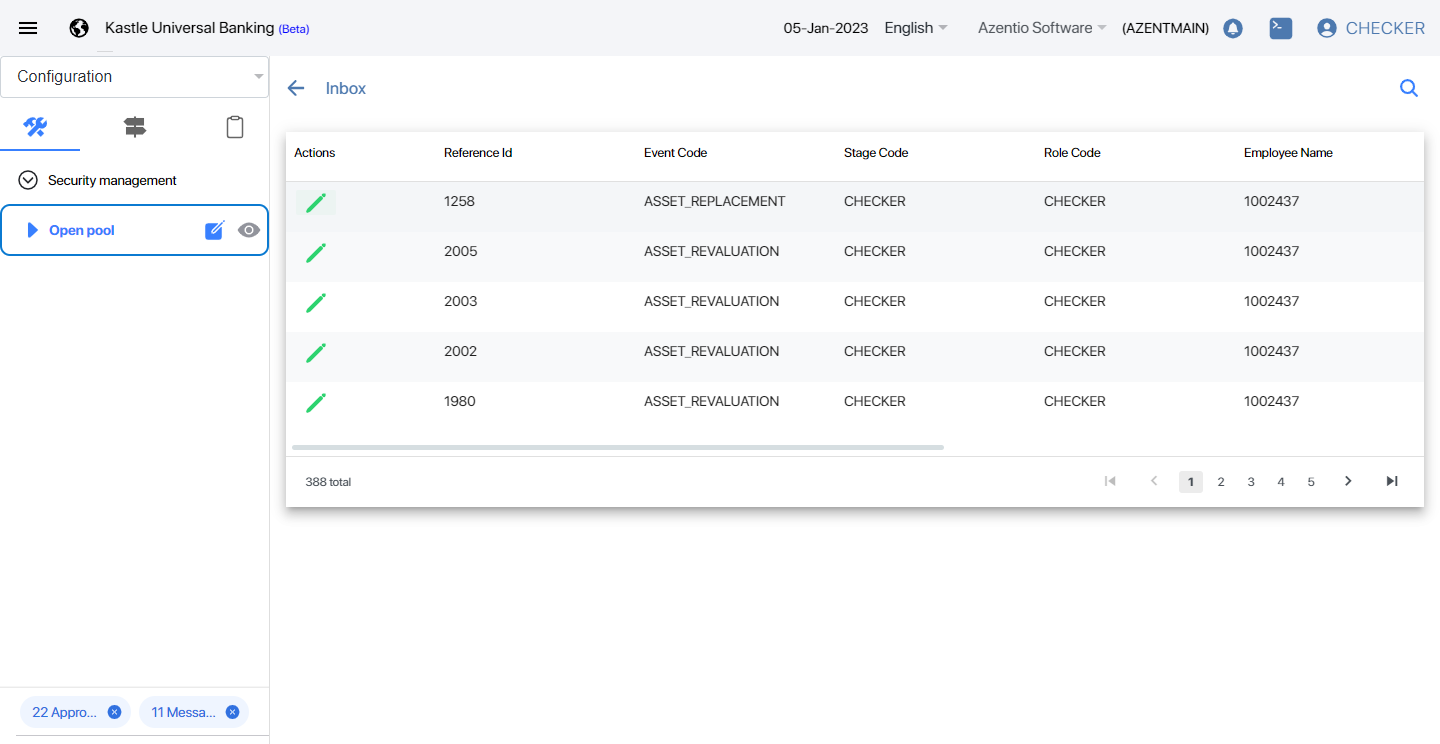 Kastle Universal Banking (Beta) 05-Jan-2023 English Azentio Software (AZENTMAIN) CHECKER
Configuration
Inbox
Security management
Open pool
Actions Reference Id Event Code Stage Code Role Code Employee Name
1258 ASSET_REPLACEMENT CHECKER CHECKER 1002437
2005 ASSET_REVALUATION CHECKER CHECKER 1002437
2003 ASSET_REVALUATION CHECKER CHECKER 1002437
2002 ASSET_REVALUATION CHECKER CHECKER 1002437
1980 ASSET_REVALUATION CHECKER CHECKER 1002437
388 total 1 2 3 4 5
22 Appro... 11 Messa...